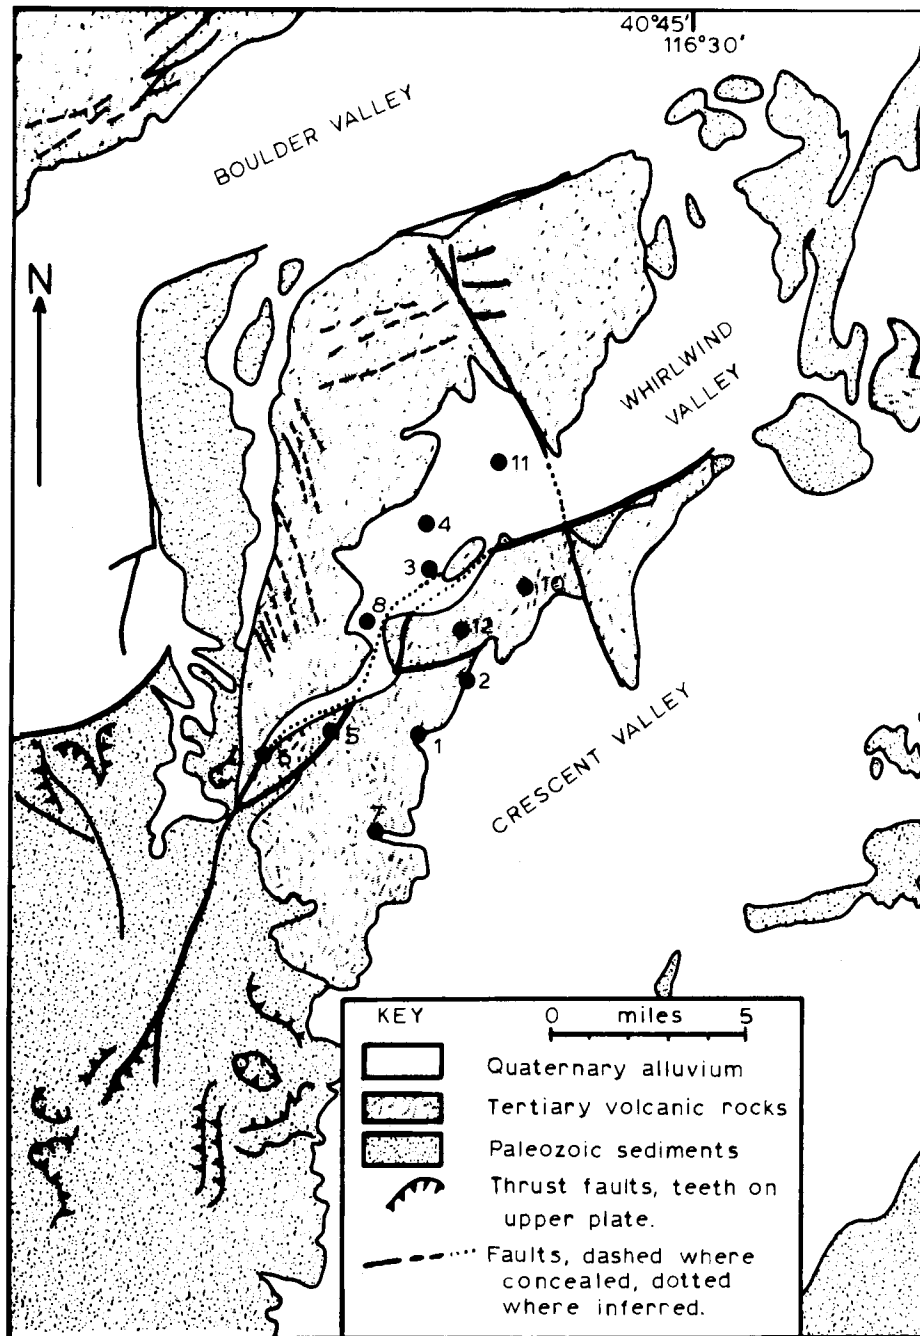 40°45'
116°30'
BOULDER VALLEY
N
WHIRLWIND
VALLEY
11
4
3
10
8
12
2
5
1
6
CRESCENT VALLEY
7
KEY
0 miles 5
Quaternary alluvium
Tertiary volcanic rocks
Paleozoic sediments
Thrust faults, teeth on
upper plate.
Faults, dashed where
concealed, dotted
where inferred.